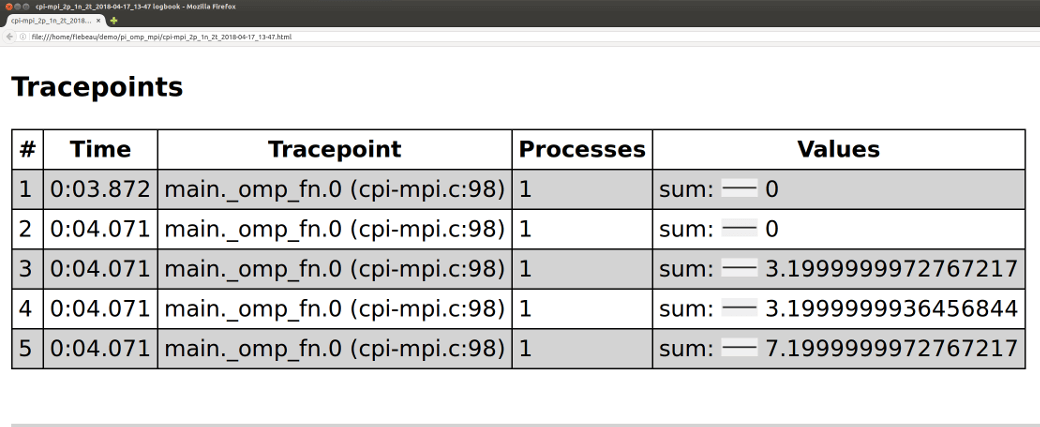 cpi-mpi_2p_1n_2t_2018-04-17_13-47 logbook - Mozilla Firefox
cpi-mpi_2p_1n_2t_2018... ×
file:///home/flebeau/demo/pi_omp_mpi/cpi-mpi_2p_1n_2t_2018-04-17_13-47.html
Tracepoints
# Time Tracepoint Processes Values
1 0:03.872 main._omp_fn.0 (cpi-mpi.c:98) 1 sum: 0
2 0:04.071 main._omp_fn.0 (cpi-mpi.c:98) 1 sum: 0
3 0:04.071 main._omp_fn.0 (cpi-mpi.c:98) 1 sum: 3.1999999972767217
4 0:04.071 main._omp_fn.0 (cpi-mpi.c:98) 1 sum: 3.1999999936456844
5 0:04.071 main._omp_fn.0 (cpi-mpi.c:98) 1 sum: 7.1999999972767217